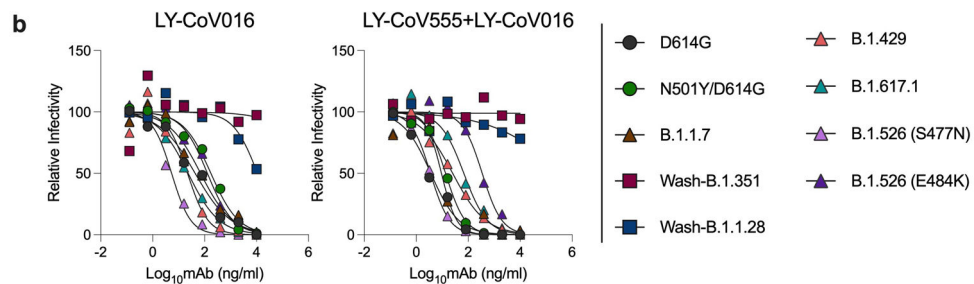 b
LY-CoV016
LY-CoV555+LY-CoV016
Relative Infectivity
150
100
50
0
-2
0
2
4
6
Log10mAb (ng/ml)
Relative Infectivity
150
100
50
0
-2
0
2
4
6
Log10mAb (ng/ml)
D614G
N501Y/D614G
B.1.1.7
Wash-B.1.351
Wash-B.1.1.28
B.1.429
B.1.617.1
B.1.526 (S477N)
B.1.526 (E484K)